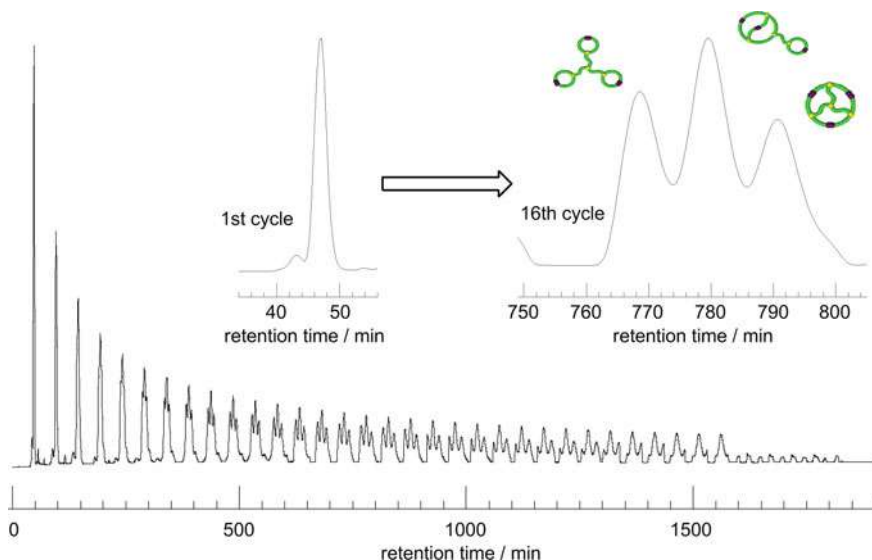 1st cycle
40 50
retention time / min
16th cycle
750 760 770 780 790 800
retention time / min
0 500 1000 1500
retention time / min